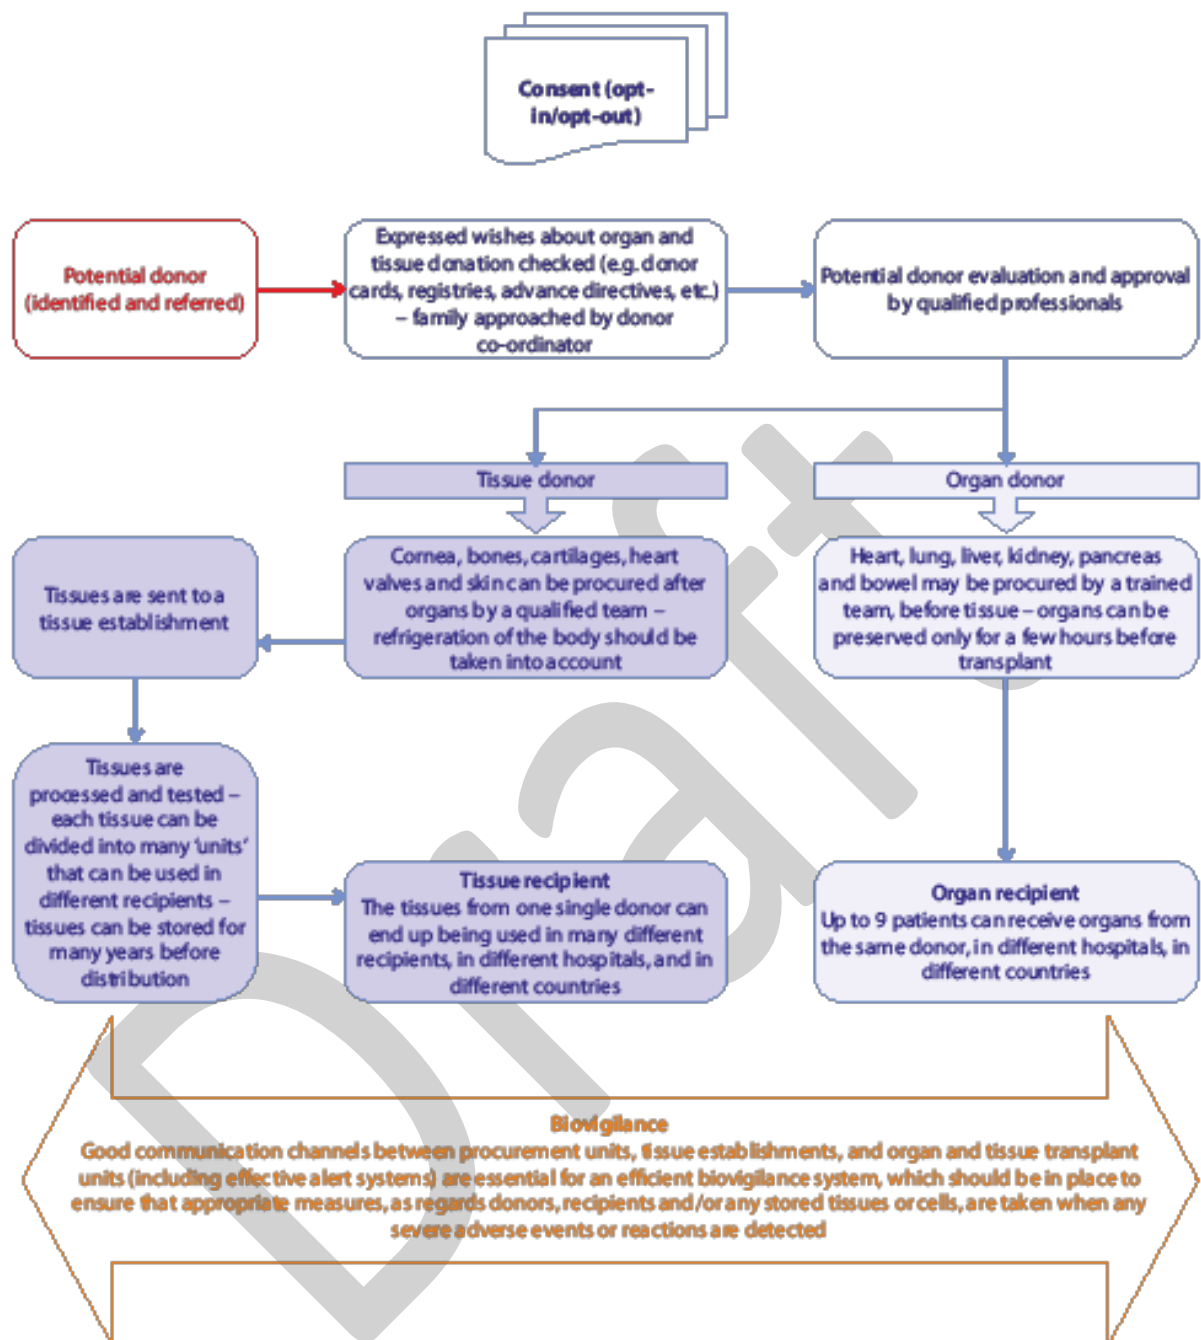 Consent (opt-
in/opt-out)
Potential donor
(identified and referred)
Expressed wishes about organ and
tissue donation checked (e.g. donor
cards, registries, advance directives, etc.)
– family approached by donor
co-ordinator
Potential donor evaluation and approval
by qualified professionals
Tissue donor
Organ donor
Tissues are sent to a
tissue establishment
Cornea, bones, cartilages, heart
valves and skin can be procured after
organs by a qualified team –
refrigeration of the body should be
taken into account
Heart, lung, liver, kidney, pancreas
and bowel may be procured by a trained
team, before tissue – organs can be
preserved only for a few hours before
transplant
Tissues are
processed and tested –
each tissue can be
divided into many ‘units’
that can be used in
different recipients –
tissues can be stored for
many years before
distribution
Tissue recipient
The tissues from one single donor can
end up being used in many different
recipients, in different hospitals, and in
different countries
Organ recipient
Up to 9 patients can receive organs from
the same donor, in different hospitals, in
different countries
Biovigilance
Good communication channels between procurement units, tissue establishments, and organ and tissue transplant
units (including effective alert systems) are essential for an efficient biovigilance system, which should be in place to
ensure that appropriate measures, as regards donors, recipients and/or any stored tissues or cells, are taken when any
severe adverse events or reactions are detected
Draft